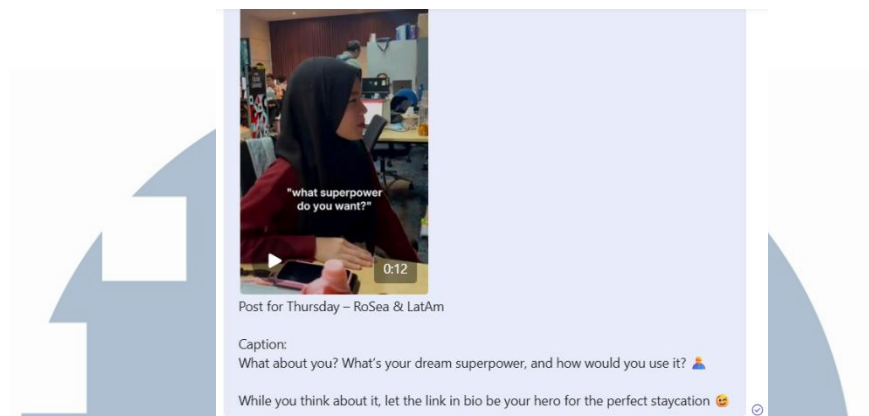 "what superpower
do you want?"
0:12
Post for Thursday – RoSea & LatAm
Caption:
What about you? What's your dream superpower, and how would you use it? 🦸
While you think about it, let the link in bio be your hero for the perfect staycation 😉